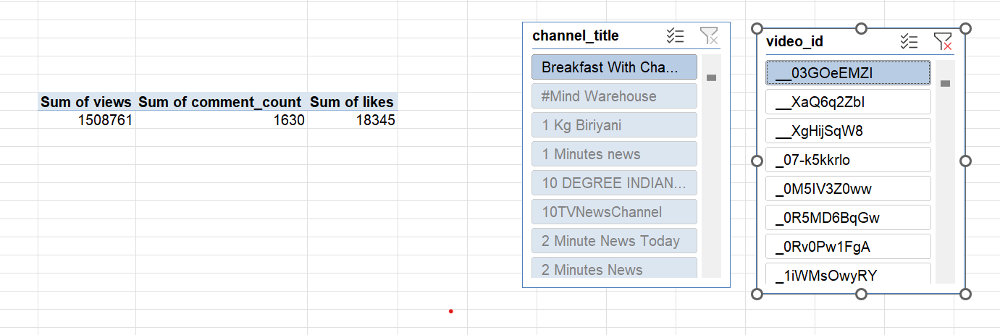 Sum of views Sum of comment_count Sum of likes
1508761 1630 18345
channel_title
Breakfast With Cha...
#Mind Warehouse
1 Kg Biriyani
1 Minutes news
10 DEGREE INDIAN...
10TVNewsChannel
2 Minute News Today
2 Minutes News
video_id
__03GOeEMZI
__XaQ6q2ZbI
__XgHijSqW8
_07-k5kkrlo
_0M5IV3Z0ww
_0R5MD6BqGw
_0Rv0Pw1FgA
_1iWMsOwyRY